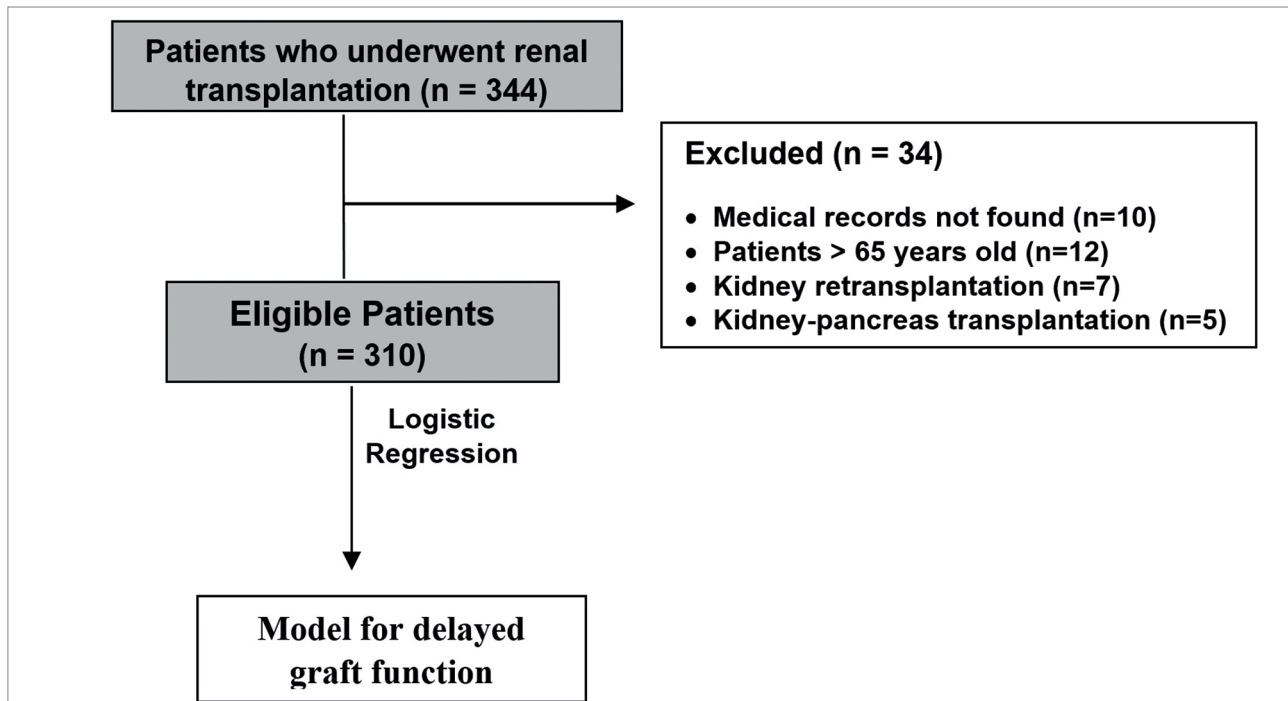 Patients who underwent renal
transplantation (n = 344)
Excluded (n = 34)
• Medical records not found (n=10)
• Patients > 65 years old (n=12)
• Kidney retransplantation (n=7)
• Kidney-pancreas transplantation (n=5)
Eligible Patients
(n = 310)
Logistic
Regression
Model for delayed
graft function